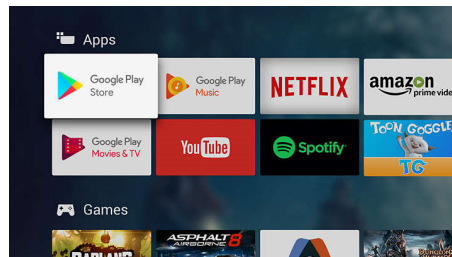 Apps
Google Play
Store
Google Play
Music
NETFLIX
amazon
prime vide
Google Play
Movies & TV
YouTube
Spotify
TOON GOGGLE
TG
Games
BADLAND
ASPHALT 8
AIRBORNE